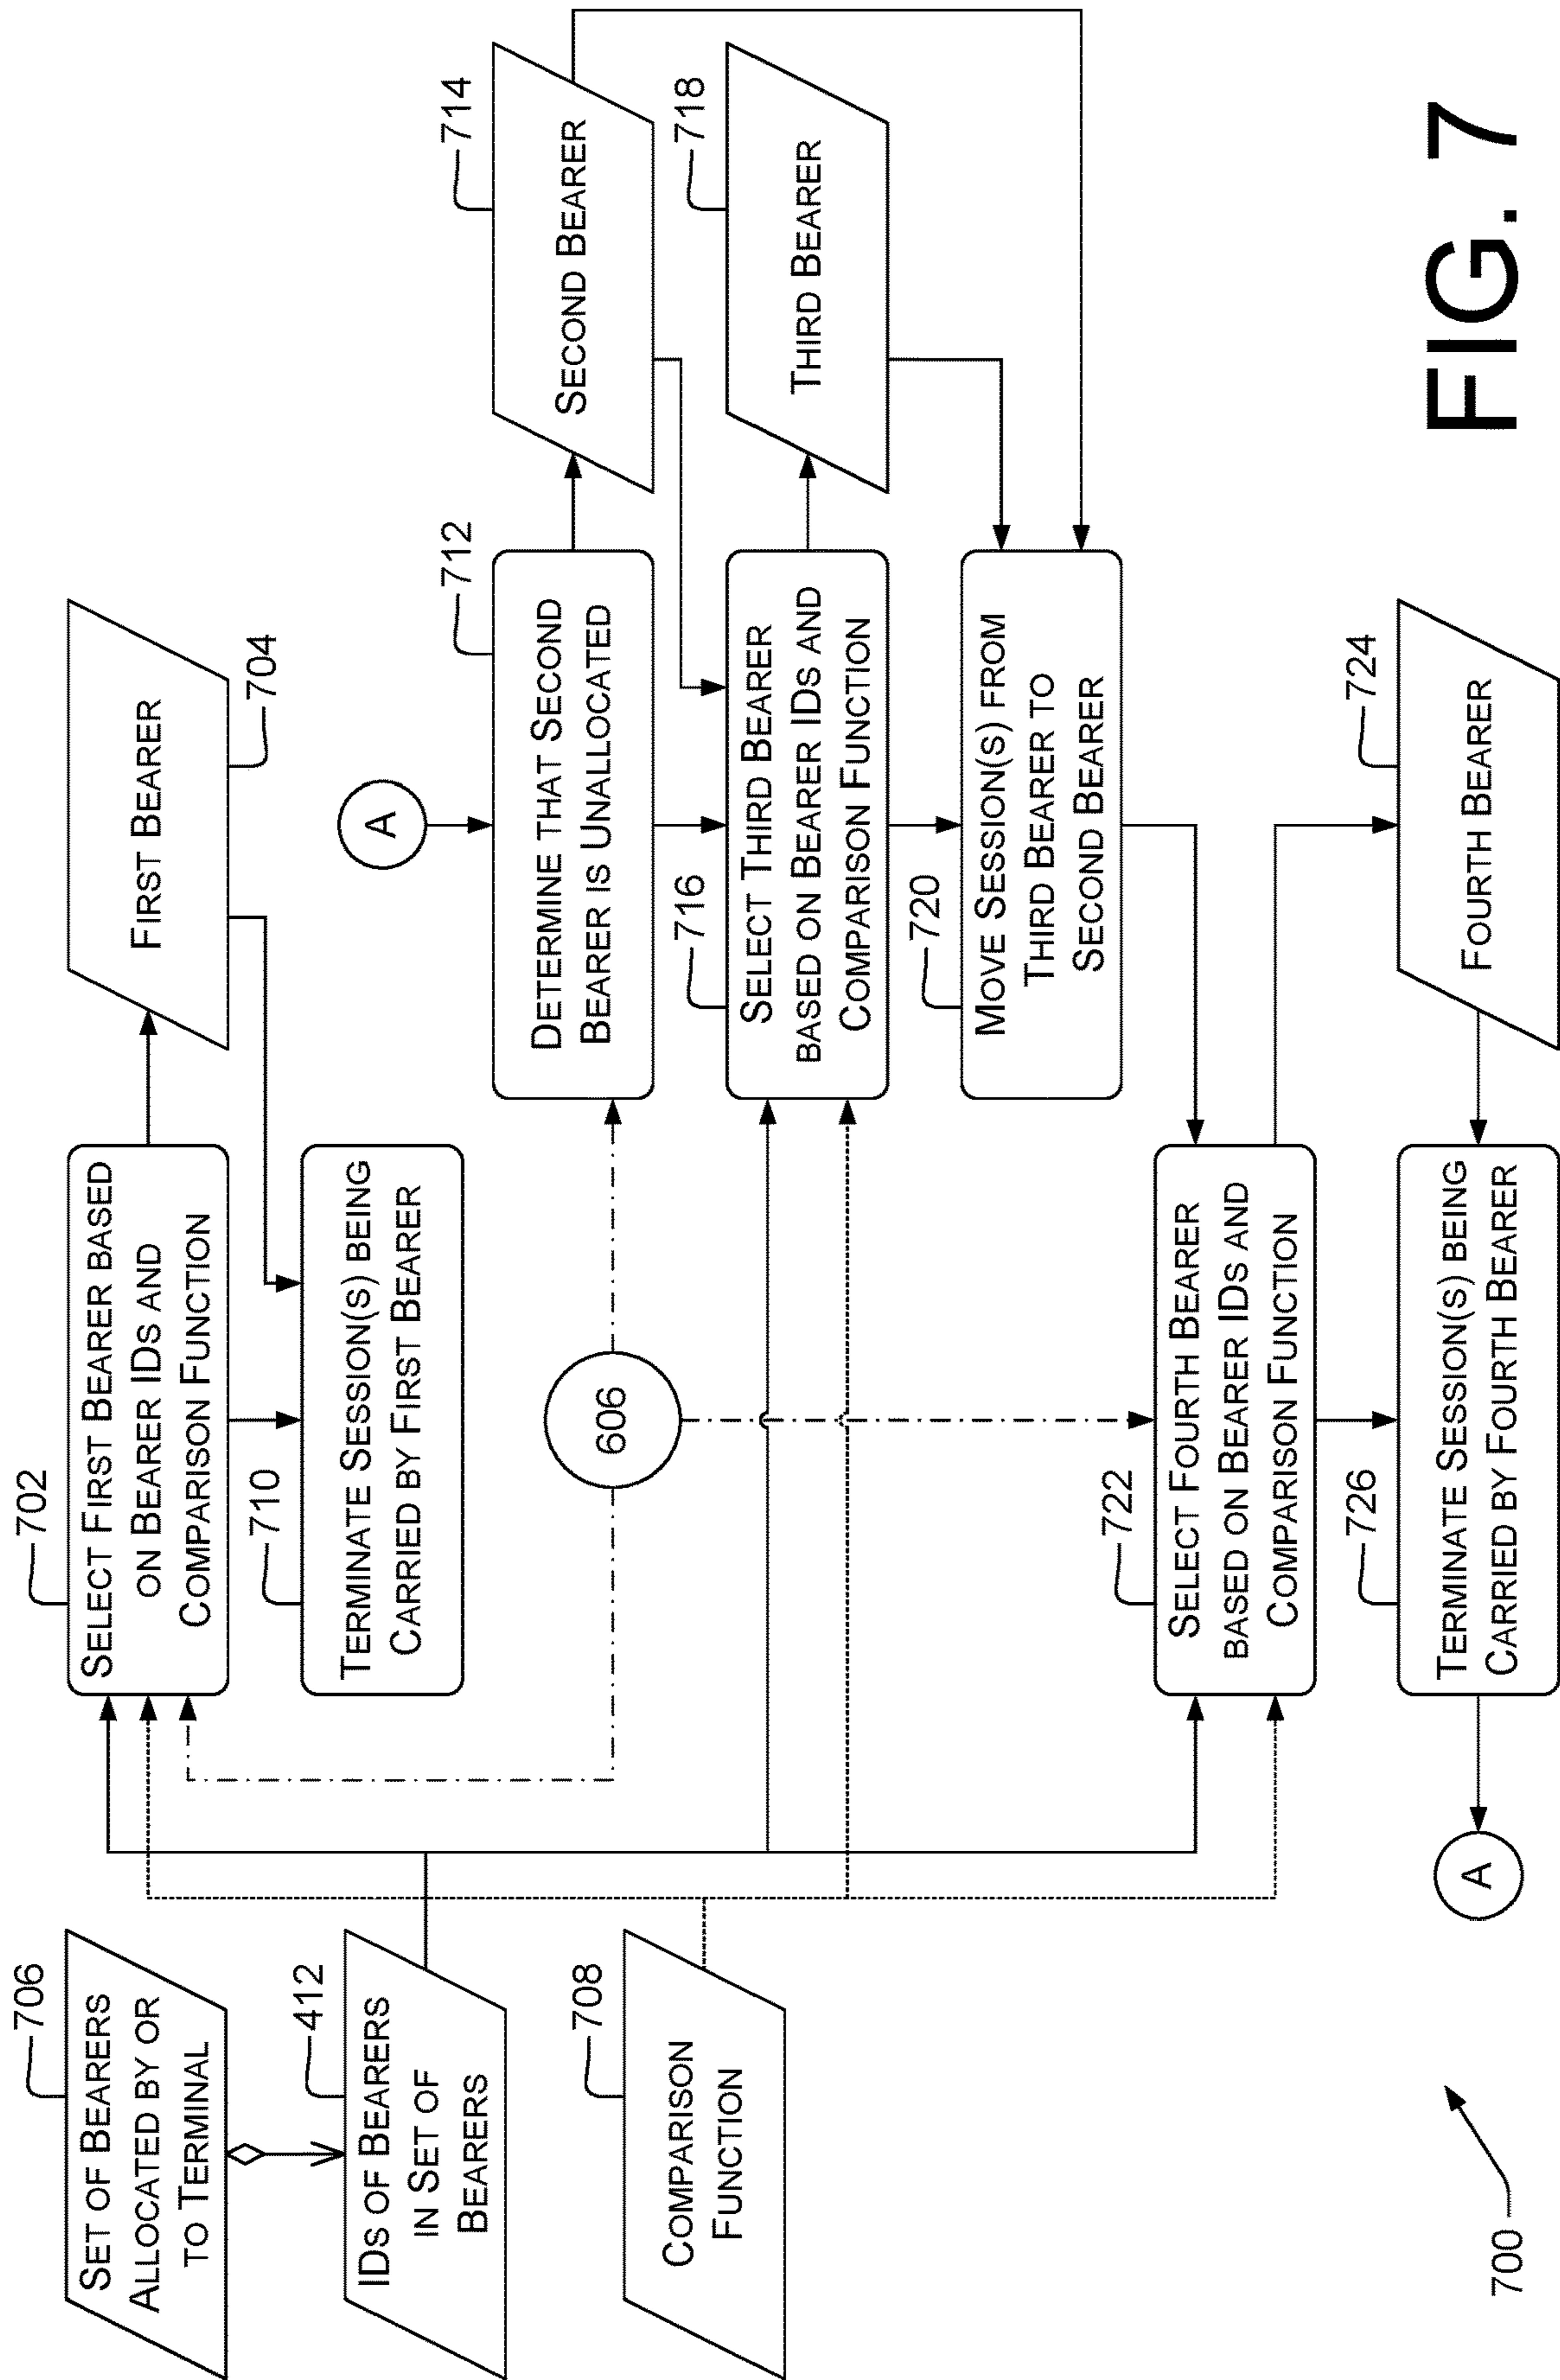 706
SET OF BEARERS
ALLOCATED BY OR
TO TERMINAL
412
IDS OF BEARERS
IN SET OF
BEARERS
708
COMPARISON
FUNCTION
700
702
SELECT FIRST BEARER BASED
ON BEARER IDS AND
COMPARISON FUNCTION
FIRST BEARER
704
710
TERMINATE SESSION(S) BEING
CARRIED BY FIRST BEARER
606
A
712
DETERMINE THAT SECOND
BEARER IS UNALLOCATED
714
SECOND BEARER
716
SELECT THIRD BEARER
BASED ON BEARER IDS AND
COMPARISON FUNCTION
718
THIRD BEARER
720
MOVE SESSION(S) FROM
THIRD BEARER TO
SECOND BEARER
722
SELECT FOURTH BEARER
BASED ON BEARER IDS AND
COMPARISON FUNCTION
724
FOURTH BEARER
726
TERMINATE SESSION(S) BEING
CARRIED BY FOURTH BEARER
A
FIG. 7